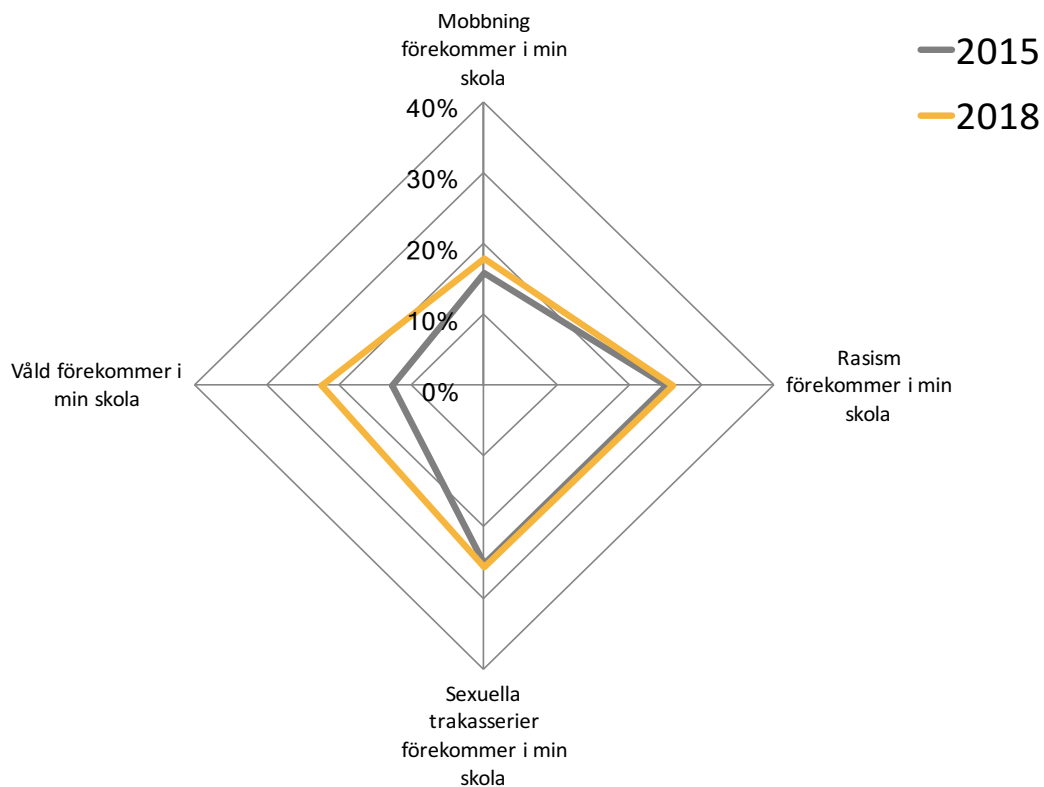 Mobbning
förekommer i min
skola
2015
2018
40%
30%
20%
10%
0%
Våld förekommer i
min skola
Rasism
förekommer i min
skola
Sexuella
trakasserier
förekommer i min
skola